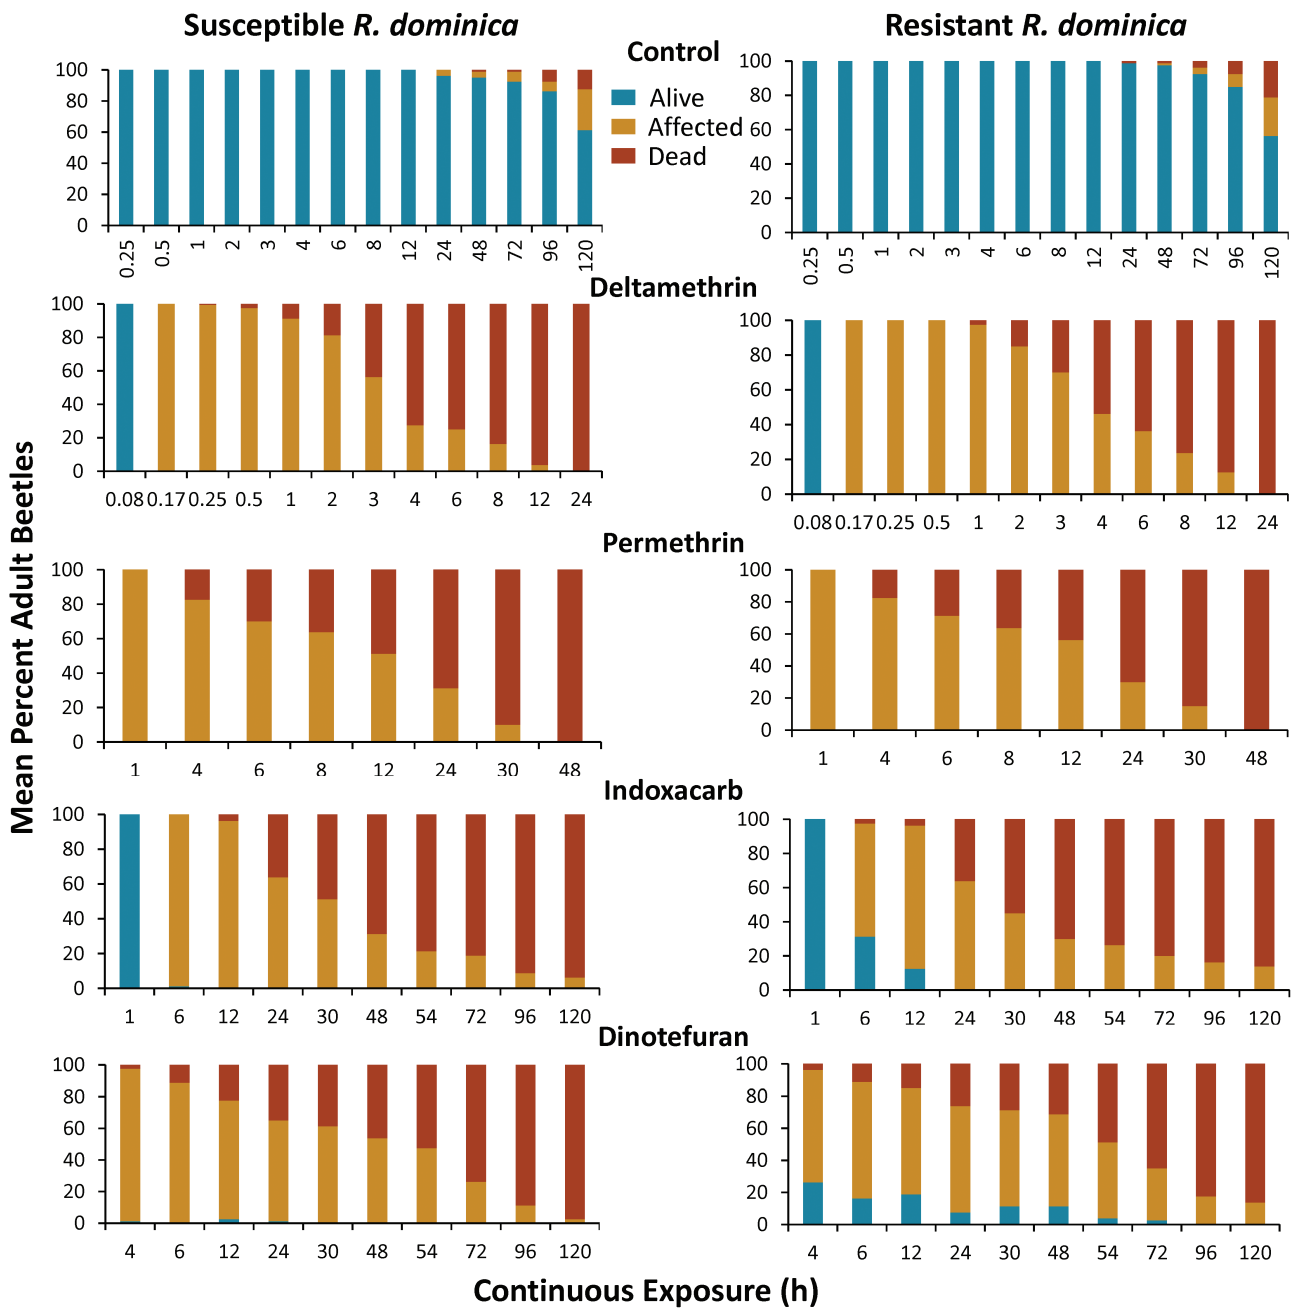 Susceptible R. dominica
Resistant R. dominica
Control
Alive
Affected
Dead
100
80
60
40
20
0
0.25 0.5 1 2 3 4 6 8 12 24 48 72 96 120
100
80
60
40
20
0
0.25 0.5 1 2 3 4 6 8 12 24 48 72 96 120
Deltamethrin
100
80
60
40
20
0
0.08 0.17 0.25 0.5 1 2 3 4 6 8 12 24
100
80
60
40
20
0
0.08 0.17 0.25 0.5 1 2 3 4 6 8 12 24
Mean Percent Adult Beetles
Permethrin
100
80
60
40
20
0
1 4 6 8 12 24 30 48
100
80
60
40
20
0
1 4 6 8 12 24 30 48
Indoxacarb
100
80
60
40
20
0
1 6 12 24 30 48 54 72 96 120
100
80
60
40
20
0
1 6 12 24 30 48 54 72 96 120
Dinotefuran
100
80
60
40
20
0
4 6 12 24 30 48 54 72 96 120
100
80
60
40
20
0
4 6 12 24 30 48 54 72 96 120
Continuous Exposure (h)